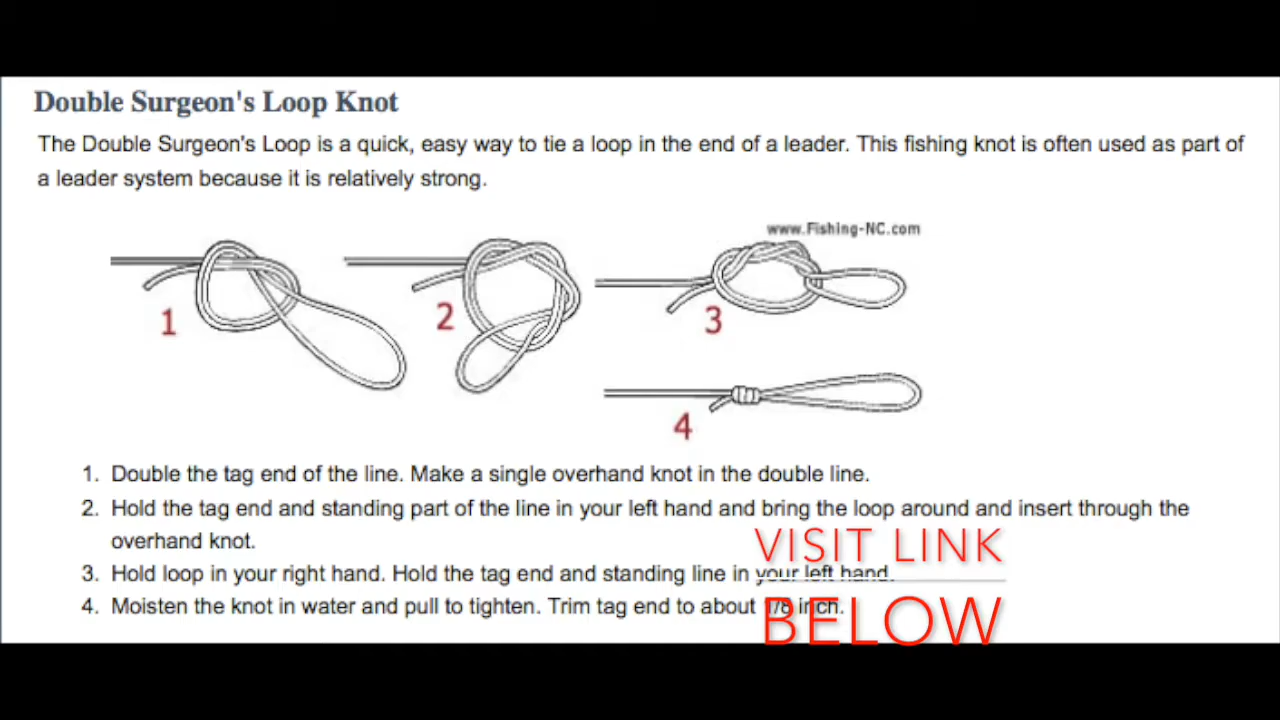 Double Surgeon's Loop Knot
The Double Surgeon's Loop is a quick, easy way to tie a loop in the end of a leader. This fishing knot is often used as part of
a leader system because it is relatively strong.
www.Fishing-NC.com
1
2
3
4
1. Double the tag end of the line. Make a single overhand knot in the double line.
2. Hold the tag end and standing part of the line in your left hand and bring the loop around and insert through the
overhand knot.
VISIT LINK
3. Hold loop in your right hand. Hold the tag end and standing line in your left hand.
4. Moisten the knot in water and pull to tighten. Trim tag end to about 1/8 inch.
BELOW